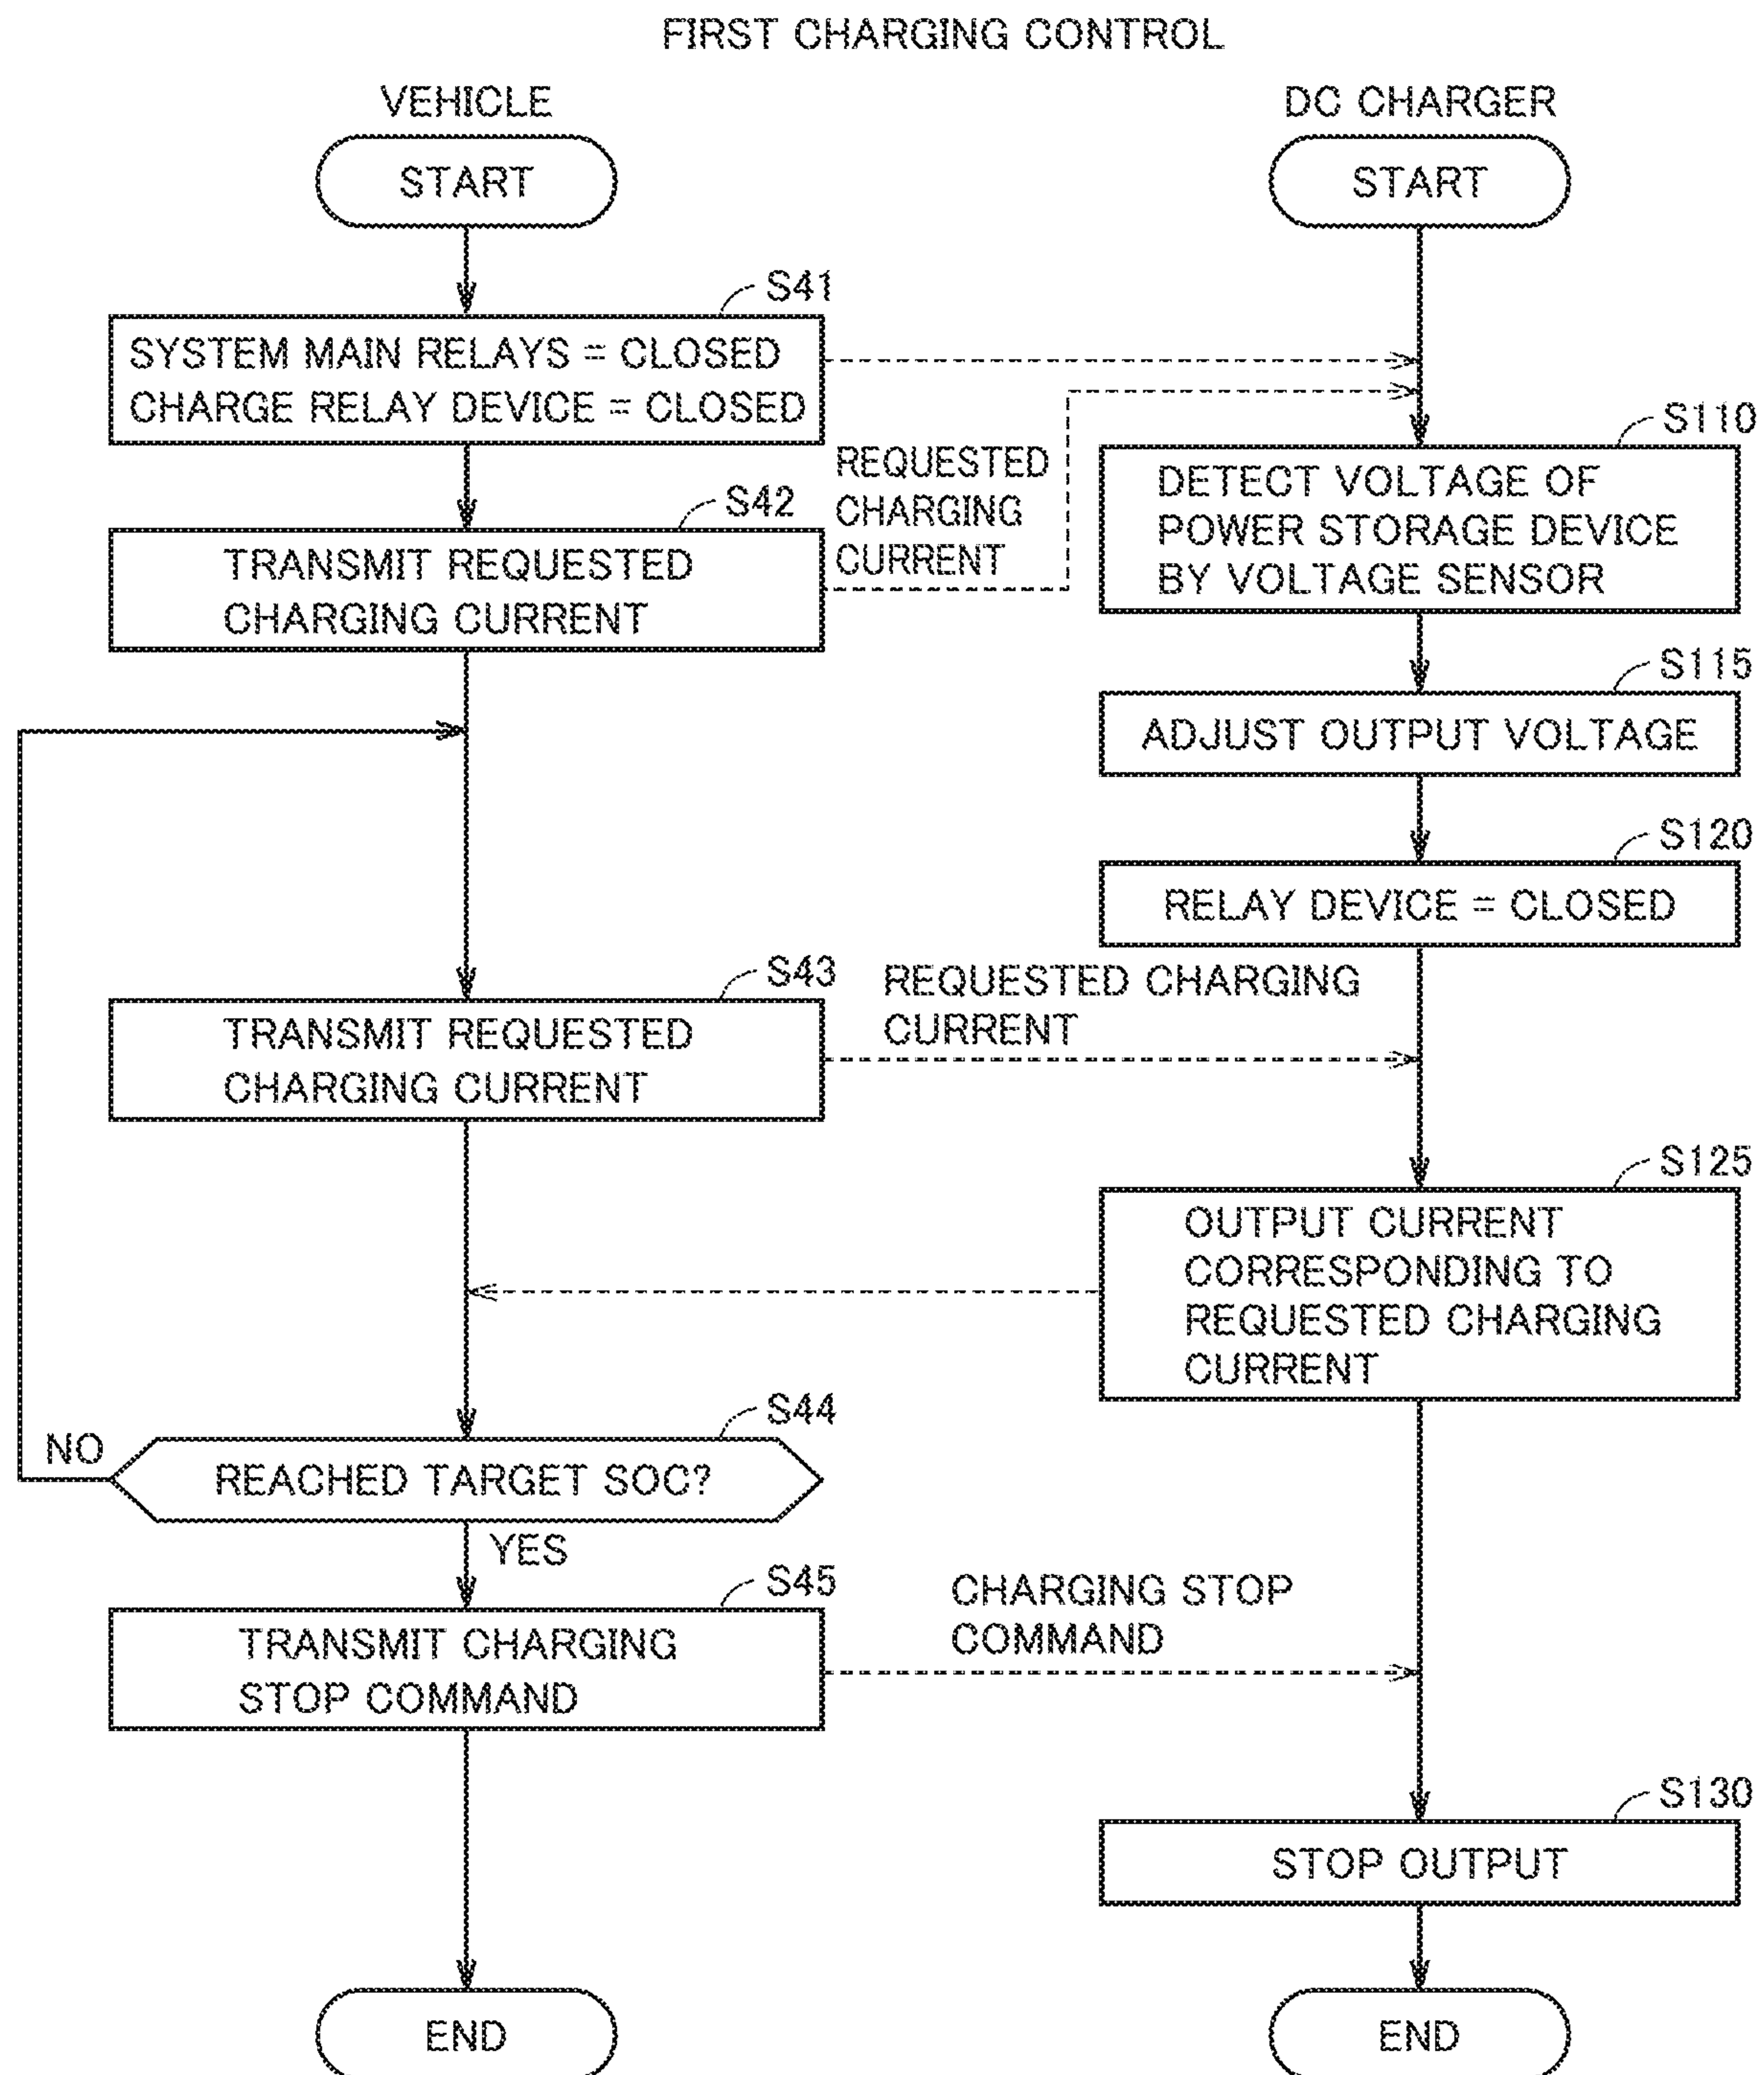 FIRST CHARGING CONTROL
VEHICLE
START
S41
SYSTEM MAIN RELAYS = CLOSED
CHARGE RELAY DEVICE = CLOSED
S42
TRANSMIT REQUESTED
CHARGING CURRENT
REQUESTED
CHARGING
CURRENT
S43
TRANSMIT REQUESTED
CHARGING CURRENT
REQUESTED CHARGING
CURRENT
S44
REACHED TARGET SOC?
NO
YES
S45
TRANSMIT CHARGING
STOP COMMAND
CHARGING STOP
COMMAND
END
DC CHARGER
START
S110
DETECT VOLTAGE OF
POWER STORAGE DEVICE
BY VOLTAGE SENSOR
S115
ADJUST OUTPUT VOLTAGE
S120
RELAY DEVICE = CLOSED
S125
OUTPUT CURRENT
CORRESPONDING TO
REQUESTED CHARGING
CURRENT
S130
STOP OUTPUT
END